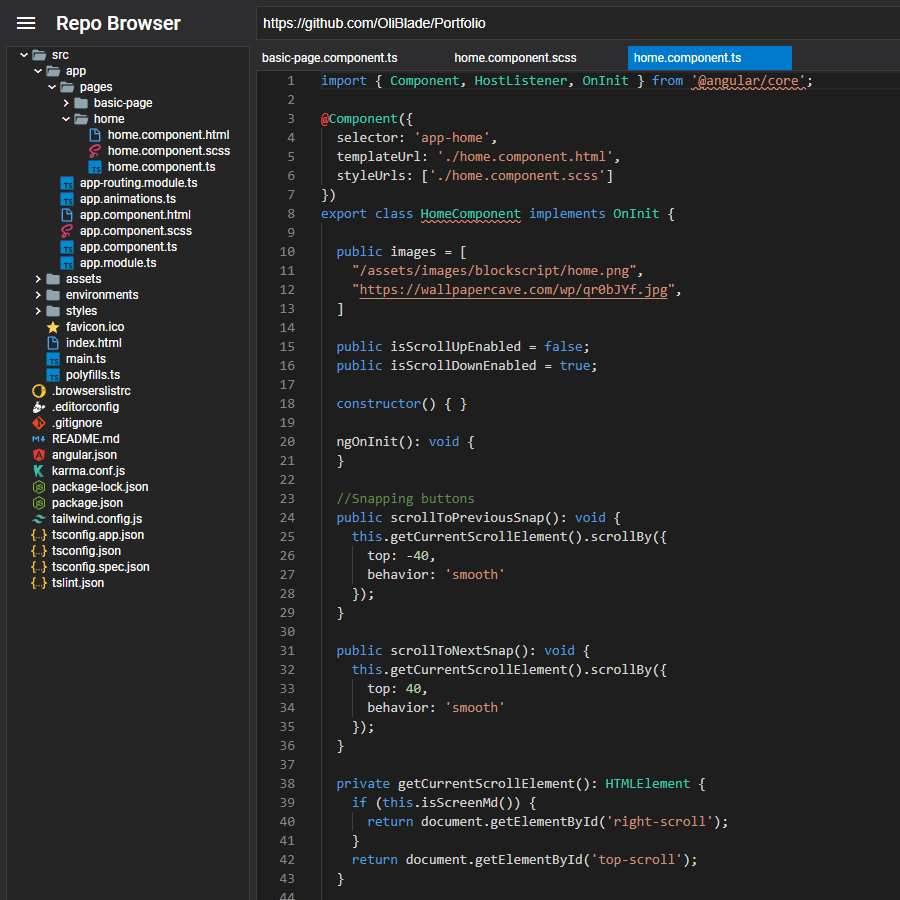 Repo Browser
https://github.com/OliBlade/Portfolio
src
app
pages
basic-page
home
home.component.html
home.component.scss
home.component.ts
app-routing.module.ts
app.animations.ts
app.component.html
app.component.scss
app.component.ts
app.module.ts
assets
environments
styles
favicon.ico
index.html
main.ts
polyfills.ts
.browserslistrc
.editorconfig
.gitignore
README.md
angular.json
karma.conf.js
package-lock.json
package.json
tailwind.config.js
tsconfig.app.json
tsconfig.json
tsconfig.spec.json
tslint.json
basic-page.component.ts home.component.scss home.component.ts
1 import { Component, HostListener, OnInit } from '@angular/core';
2
3 @Component({
4 selector: 'app-home',
5 templateUrl: './home.component.html',
6 styleUrls: ['./home.component.scss']
7 })
8 export class HomeComponent implements OnInit {
9
10 public images = [
11 "/assets/images/blockscript/home.png",
12 "https://wallpapercave.com/wp/qr0bJYf.jpg",
13 ]
14
15 public isScrollUpEnabled = false;
16 public isScrollDownEnabled = true;
17
18 constructor() { }
19
20 ngOnInit(): void {
21 }
22
23 //Snapping buttons
24 public scrollToPreviousSnap(): void {
25 this.getCurrentScrollElement().scrollBy({
26 top: -40,
27 behavior: 'smooth'
28 });
29 }
30
31 public scrollToNextSnap(): void {
32 this.getCurrentScrollElement().scrollBy({
33 top: 40,
34 behavior: 'smooth'
35 });
36 }
37
38 private getCurrentScrollElement(): HTMLElement {
39 if (this.isScreenMd()) {
40 return document.getElementById('right-scroll');
41 }
42 return document.getElementById('top-scroll');
43 }
44